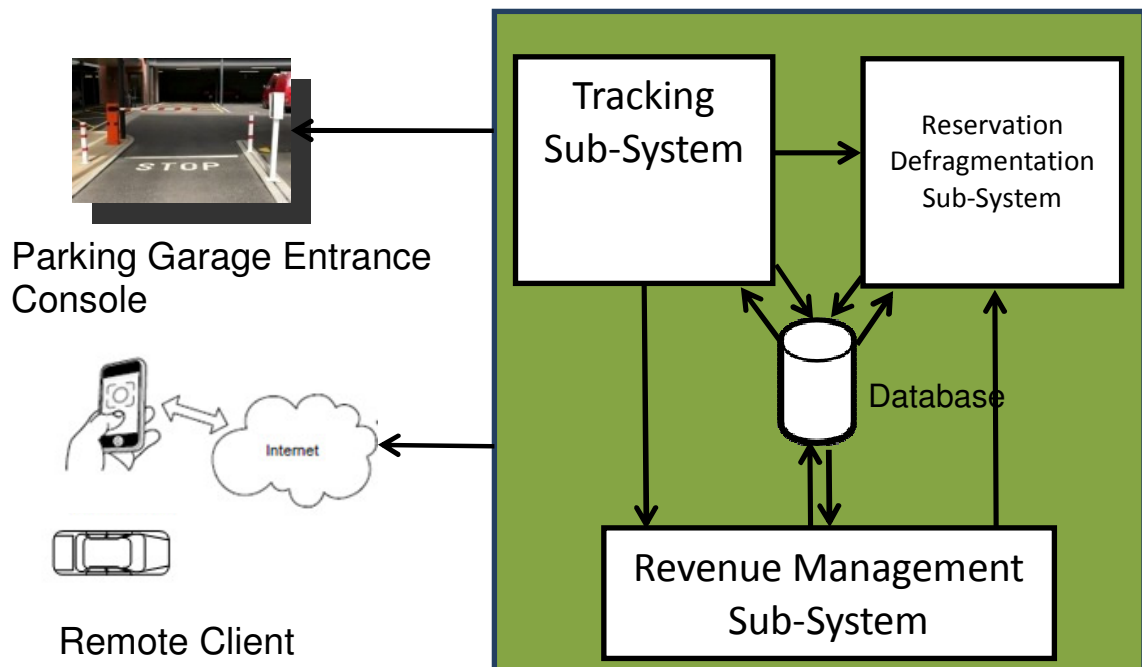 Tracking
Sub-System
Reservation
Defragmentation
Sub-System
STOP
Parking Garage Entrance
Console
Database
Internet
Revenue Management
Sub-System
Remote Client